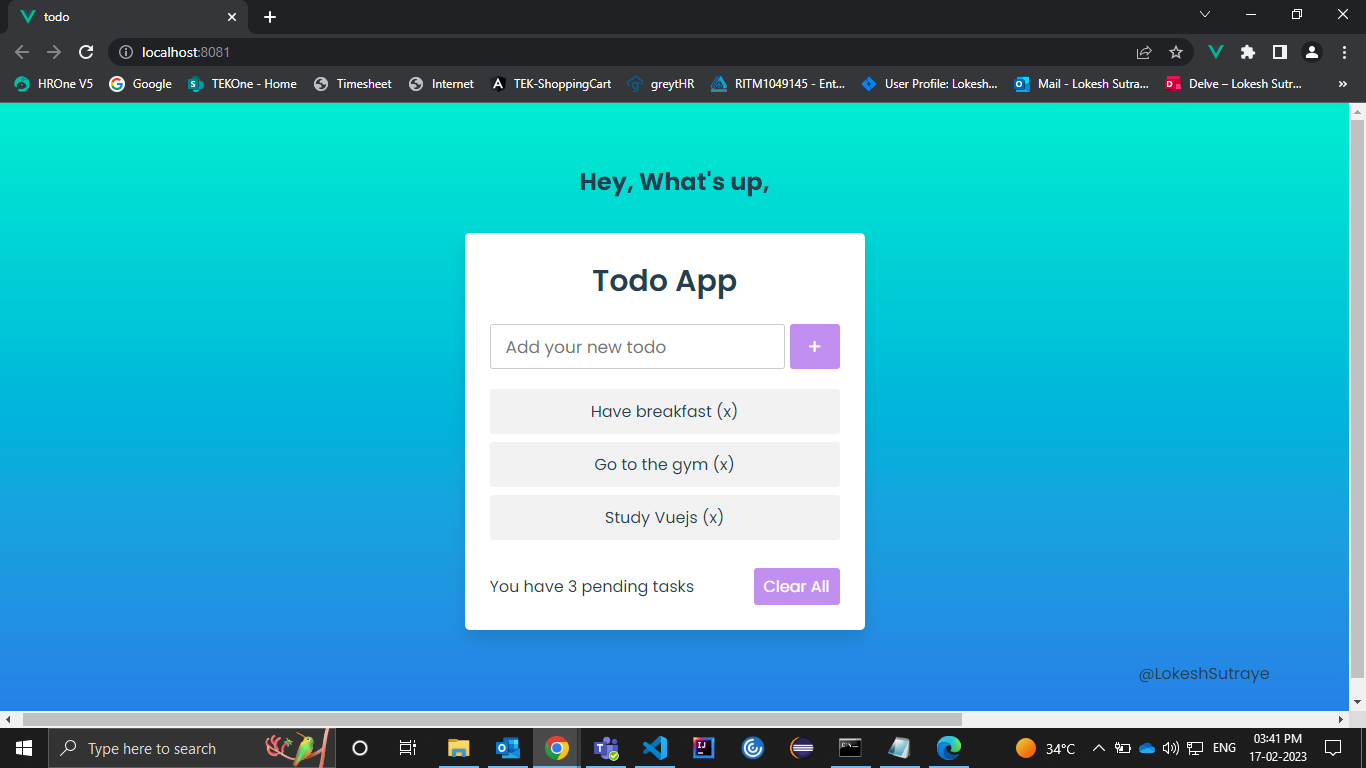 todo
localhost:8081
HROne V5 Google TEKOne - Home Timesheet Internet TEK-ShoppingCart greytHR RITM1049145 - Ent... User Profile: Lokesh... Mail - Lokesh Sutra... Delve – Lokesh Sutr... »
Hey, What's up,
Todo App
Add your new todo +
Have breakfast (x)
Go to the gym (x)
Study Vuejs (x)
You have 3 pending tasks Clear All
@LokeshSutraye
Type here to search 34°C ENG 03:41 PM
17-02-2023